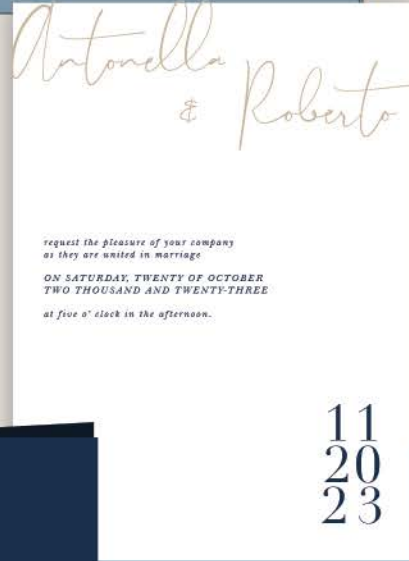 Antonella
& Roberto
request the pleasure of your company
as they are united in marriage
ON SATURDAY, TWENTY OF OCTOBER
TWO THOUSAND AND TWENTY-THREE
at five o' clock in the afternoon.
11
20
23